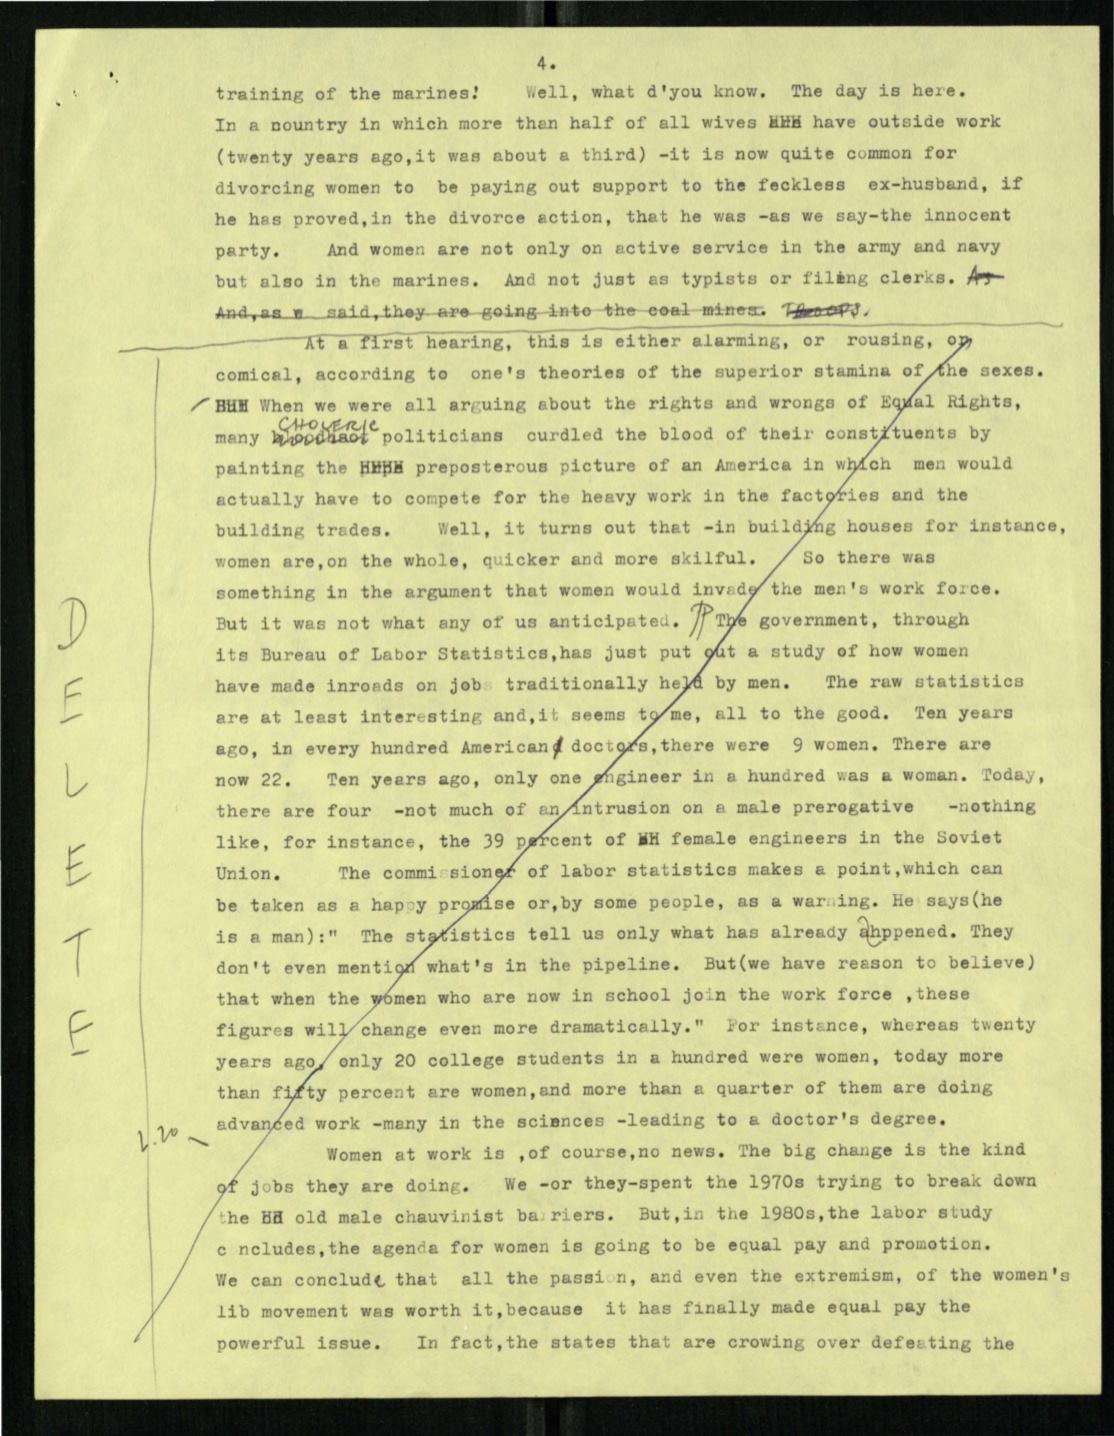 4.
training of the marines! Well, what d'you know. The day is here.
In a nountry in which more than half of all wives HHH have outside work
(twenty years ago,it was about a third) -it is now quite common for
divorcing women to be paying out support to the feckless ex-husband, if
he has proved,in the divorce action, that he was -as we say-the innocent
party. And women are not only on active service in the army and navy
but also in the marines. And not just as typists or filing clerks. As
And,as w said,they are going into the coal mines. TROOPS.
At a first hearing, this is either alarming, or rousing, or
comical, according to one's theories of the superior stamina of the sexes.
When we were all arguing about the rights and wrongs of Equal Rights,
CHOLERIC
many politicians curdled the blood of their constituents by
painting the HHHH preposterous picture of an America in which men would
actually have to compete for the heavy work in the factories and the
building trades. Well, it turns out that -in building houses for instance,
women are,on the whole, quicker and more skilful. So there was
something in the argument that women would invade the men's work force.
But it was not what any of us anticipated. The government, through
its Bureau of Labor Statistics,has just put out a study of how women
have made inroads on jobs traditionally held by men. The raw statistics
are at least interesting and,it seems to me, all to the good. Ten years
ago, in every hundred American doctors,there were 9 women. There are
now 22. Ten years ago, only one engineer in a hundred was a woman. Today,
there are four -not much of an intrusion on a male prerogative -nothing
like, for instance, the 39 percent of HH female engineers in the Soviet
Union. The commissioner of labor statistics makes a point,which can
be taken as a happy promise or,by some people, as a warning. He says(he
is a man):" The statistics tell us only what has already ahppened. They
don't even mention what's in the pipeline. But(we have reason to believe)
that when the women who are now in school join the work force ,these
figures will change even more dramatically." For instance, whereas twenty
years ago, only 20 college students in a hundred were women, today more
than fifty percent are women,and more than a quarter of them are doing
advanced work -many in the sciences -leading to a doctor's degree.
Women at work is ,of course,no news. The big change is the kind
of jobs they are doing. We -or they-spent the 1970s trying to break down
the HH old male chauvinist barriers. But,in the 1980s,the labor study
c ncludes,the agenda for women is going to be equal pay and promotion.
We can conclude that all the passion, and even the extremism, of the women's
lib movement was worth it,because it has finally made equal pay the
powerful issue. In fact,the states that are crowing over defeating the
DELETE
2.20